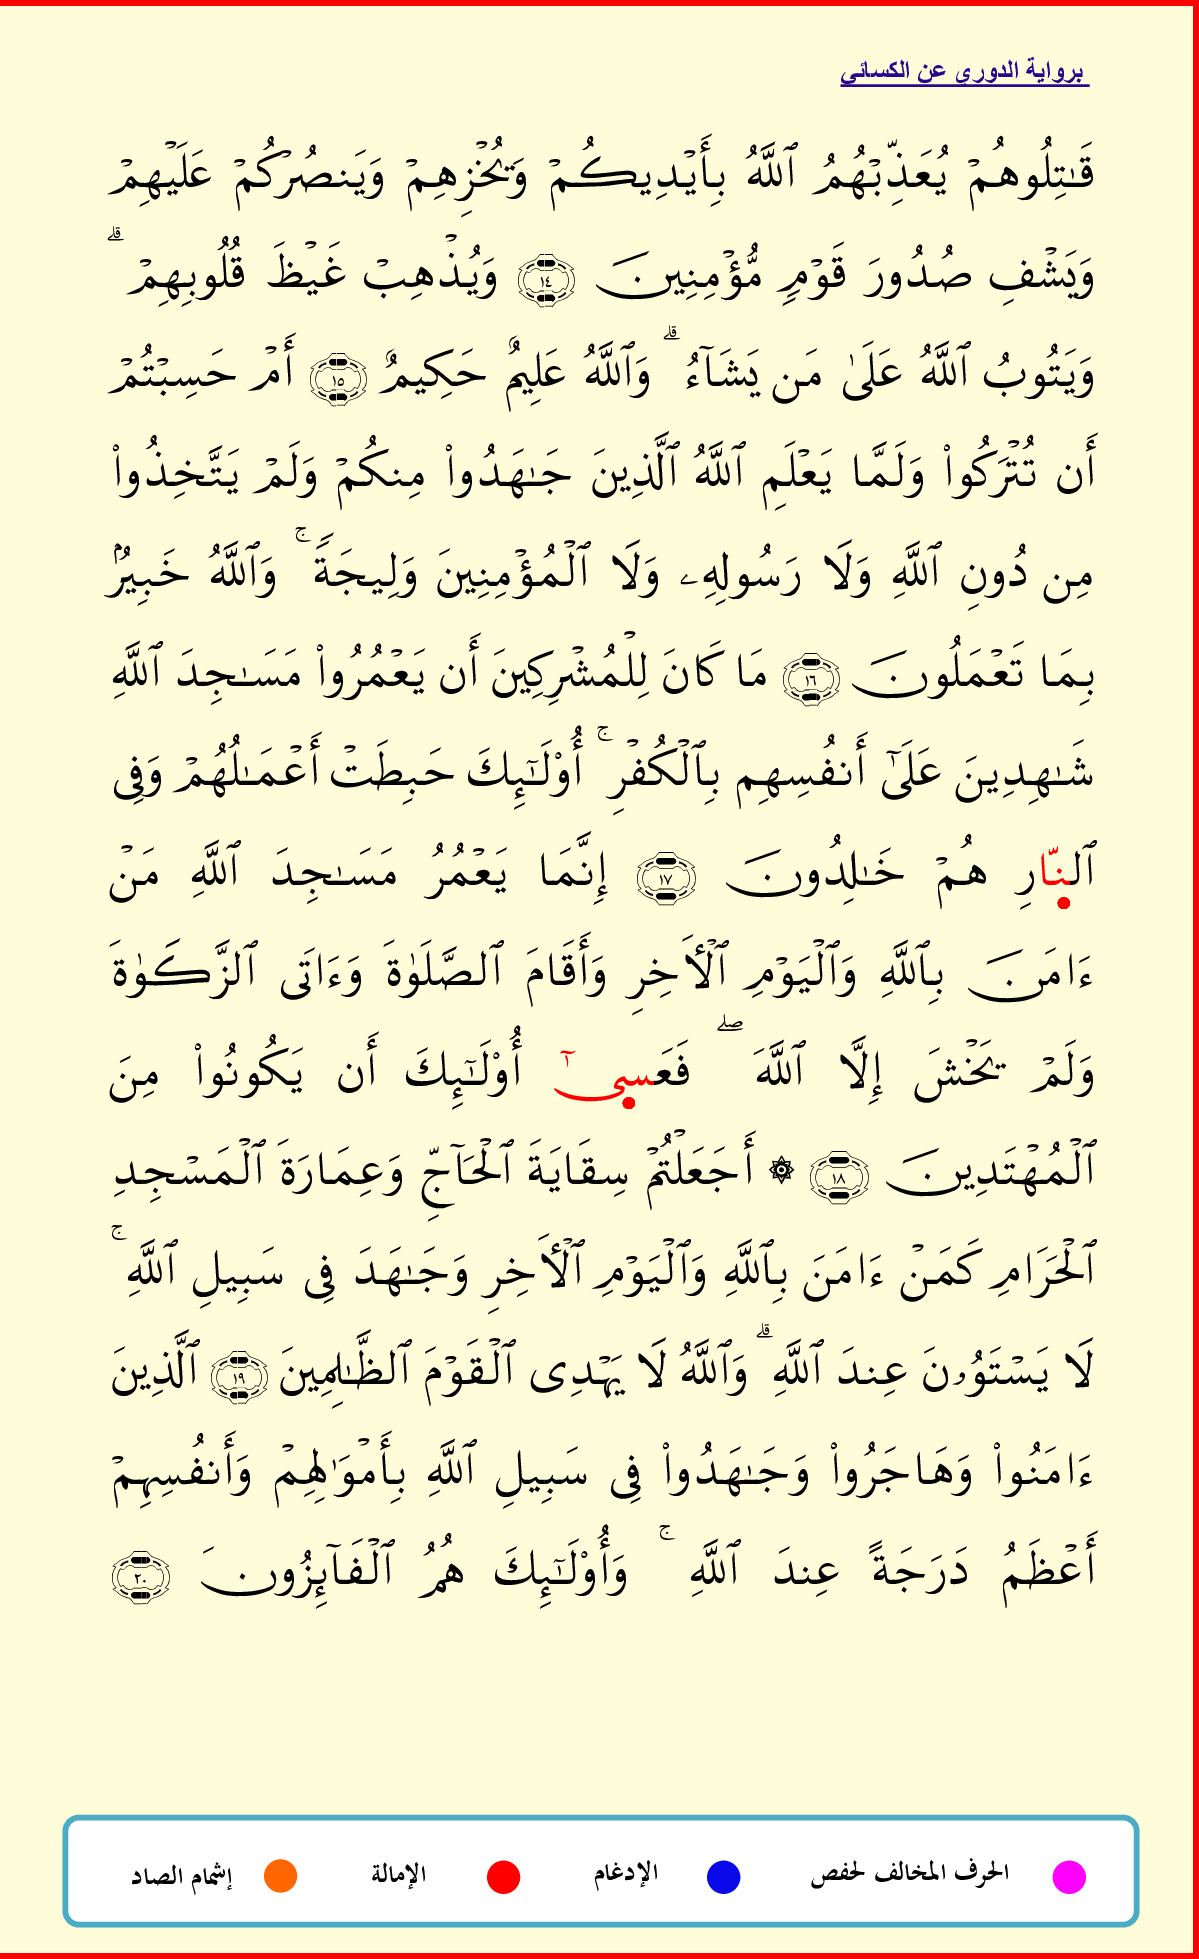 برواية الدوري عن الكسائي
قَٰتِلُوهُمۡ يُعَذِّبۡهُمُ ٱللَّهُ بِأَيۡدِيكُمۡ وَيُخۡزِهِمۡ وَيَنصُرۡكُمۡ عَلَيۡهِمۡ
وَيَشۡفِ صُدُورَ قَوۡمٖ مُّؤۡمِنِينَ ١٤ وَيُذۡهِبۡ غَيۡظَ قُلُوبِهِمۡۗ
وَيَتُوبُ ٱللَّهُ عَلَىٰ مَن يَشَآءُۗ وَٱللَّهُ عَلِيمٌ حَكِيمٌ ١٥ أَمۡ حَسِبۡتُمۡ
أَن تُتۡرَكُواْ وَلَمَّا يَعۡلَمِ ٱللَّهُ ٱلَّذِينَ جَٰهَدُواْ مِنكُمۡ وَلَمۡ يَتَّخِذُواْ
مِن دُونِ ٱللَّهِ وَلَا رَسُولِهِۦ وَلَا ٱلۡمُؤۡمِنِينَ وَلِيجَةٗۚ وَٱللَّهُ خَبِيرُۢ
بِمَا تَعۡمَلُونَ ١٦ مَا كَانَ لِلۡمُشۡرِكِينَ أَن يَعۡمُرُواْ مَسَٰجِدَ ٱللَّهِ
شَٰهِدِينَ عَلَىٰٓ أَنفُسِهِم بِٱلۡكُفۡرِۚ أُوْلَٰٓئِكَ حَبِطَتۡ أَعۡمَٰلُهُمۡ وَفِي
ٱلنّارِ هُمۡ خَٰلِدُونَ ١٧ إِنَّمَا يَعۡمُرُ مَسَٰجِدَ ٱللَّهِ مَنۡ
ءَامَنَ بِٱللَّهِ وَٱلۡيَوۡمِ ٱلۡأٓخِرِ وَأَقَامَ ٱلصَّلَوٰةَ وَءَاتَى ٱلزَّكَوٰةَ
وَلَمۡ يَخۡشَ إِلَّا ٱللَّهَۖ فَعَسىٰٓ أُوْلَٰٓئِكَ أَن يَكُونُواْ مِنَ
ٱلۡمُهۡتَدِينَ ١٨ ۞ أَجَعَلۡتُمۡ سِقَايَةَ ٱلۡحَآجِّ وَعِمَارَةَ ٱلۡمَسۡجِدِ
ٱلۡحَرَامِ كَمَنۡ ءَامَنَ بِٱللَّهِ وَٱلۡيَوۡمِ ٱلۡأٓخِرِ وَجَٰهَدَ فِي سَبِيلِ ٱللَّهِۚ
لَا يَسۡتَوُۥنَ عِندَ ٱللَّهِۗ وَٱللَّهُ لَا يَهۡدِي ٱلۡقَوۡمَ ٱلظَّٰلِمِينَ ١٩ ٱلَّذِينَ
ءَامَنُواْ وَهَاجَرُواْ وَجَٰهَدُواْ فِي سَبِيلِ ٱللَّهِ بِأَمۡوَٰلِهِمۡ وَأَنفُسِهِمۡ
أَعۡظَمُ دَرَجَةً عِندَ ٱللَّهِۚ وَأُوْلَٰٓئِكَ هُمُ ٱلۡفَآئِزُونَ ٢٠
الحرف المخالف لحفص الإدغام الإمالة إشمام الصاد